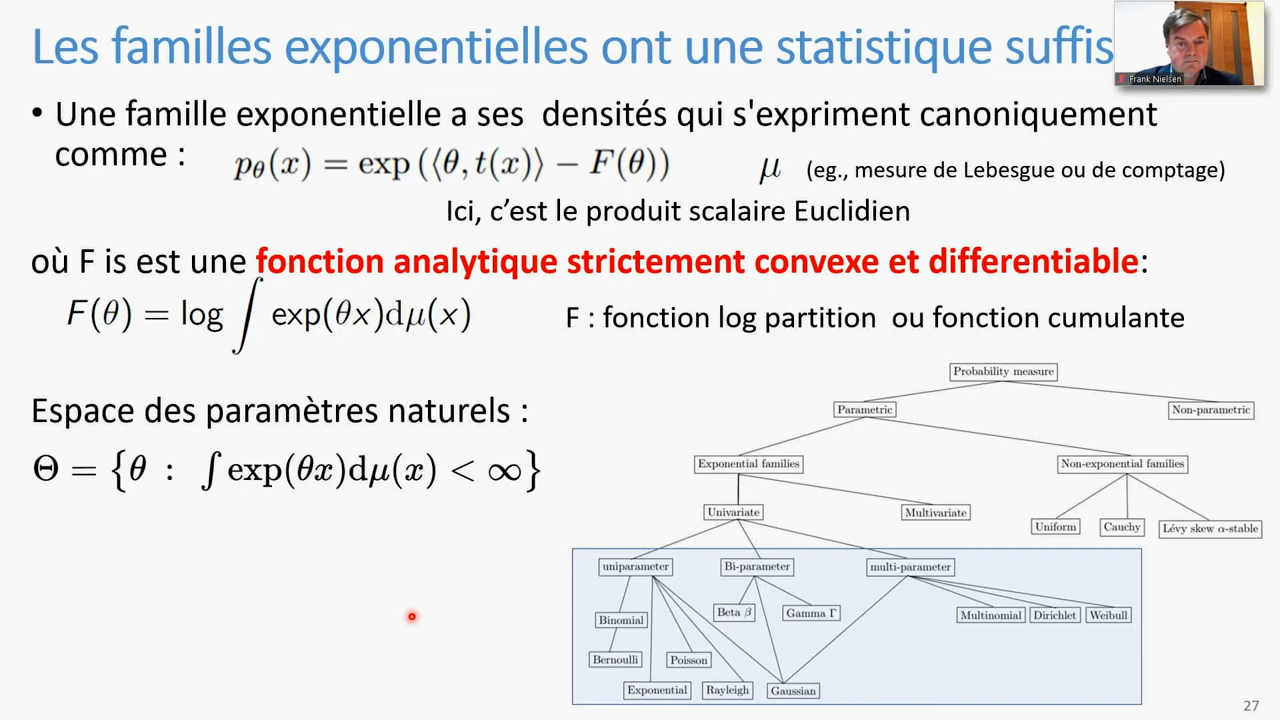 Les familles exponentielles ont une statistique suffis
Frank Nielsen
• Une famille exponentielle a ses densités qui s'expriment canoniquement
comme : p_θ(x) = exp (⟨θ, t(x)⟩ − F(θ)) μ (eg., mesure de Lebesgue ou de comptage)
Ici, c’est le produit scalaire Euclidien
où F is est une fonction analytique strictement convexe et differentiable:
F(θ) = log ∫ exp(θx)dμ(x) F : fonction log partition ou fonction cumulante
Espace des paramètres naturels :
Θ = {θ : ∫ exp(θx)dμ(x) < ∞}
Probability measure
Parametric Non-parametric
Exponential families Non-exponential families
Univariate Multivariate
Uniform Cauchy Lévy skew α-stable
uniparameter Bi-parameter multi-parameter
Beta β Gamma Γ
Multinomial Dirichlet Weibull
Binomial
Bernoulli Poisson
Exponential Rayleigh Gaussian
27